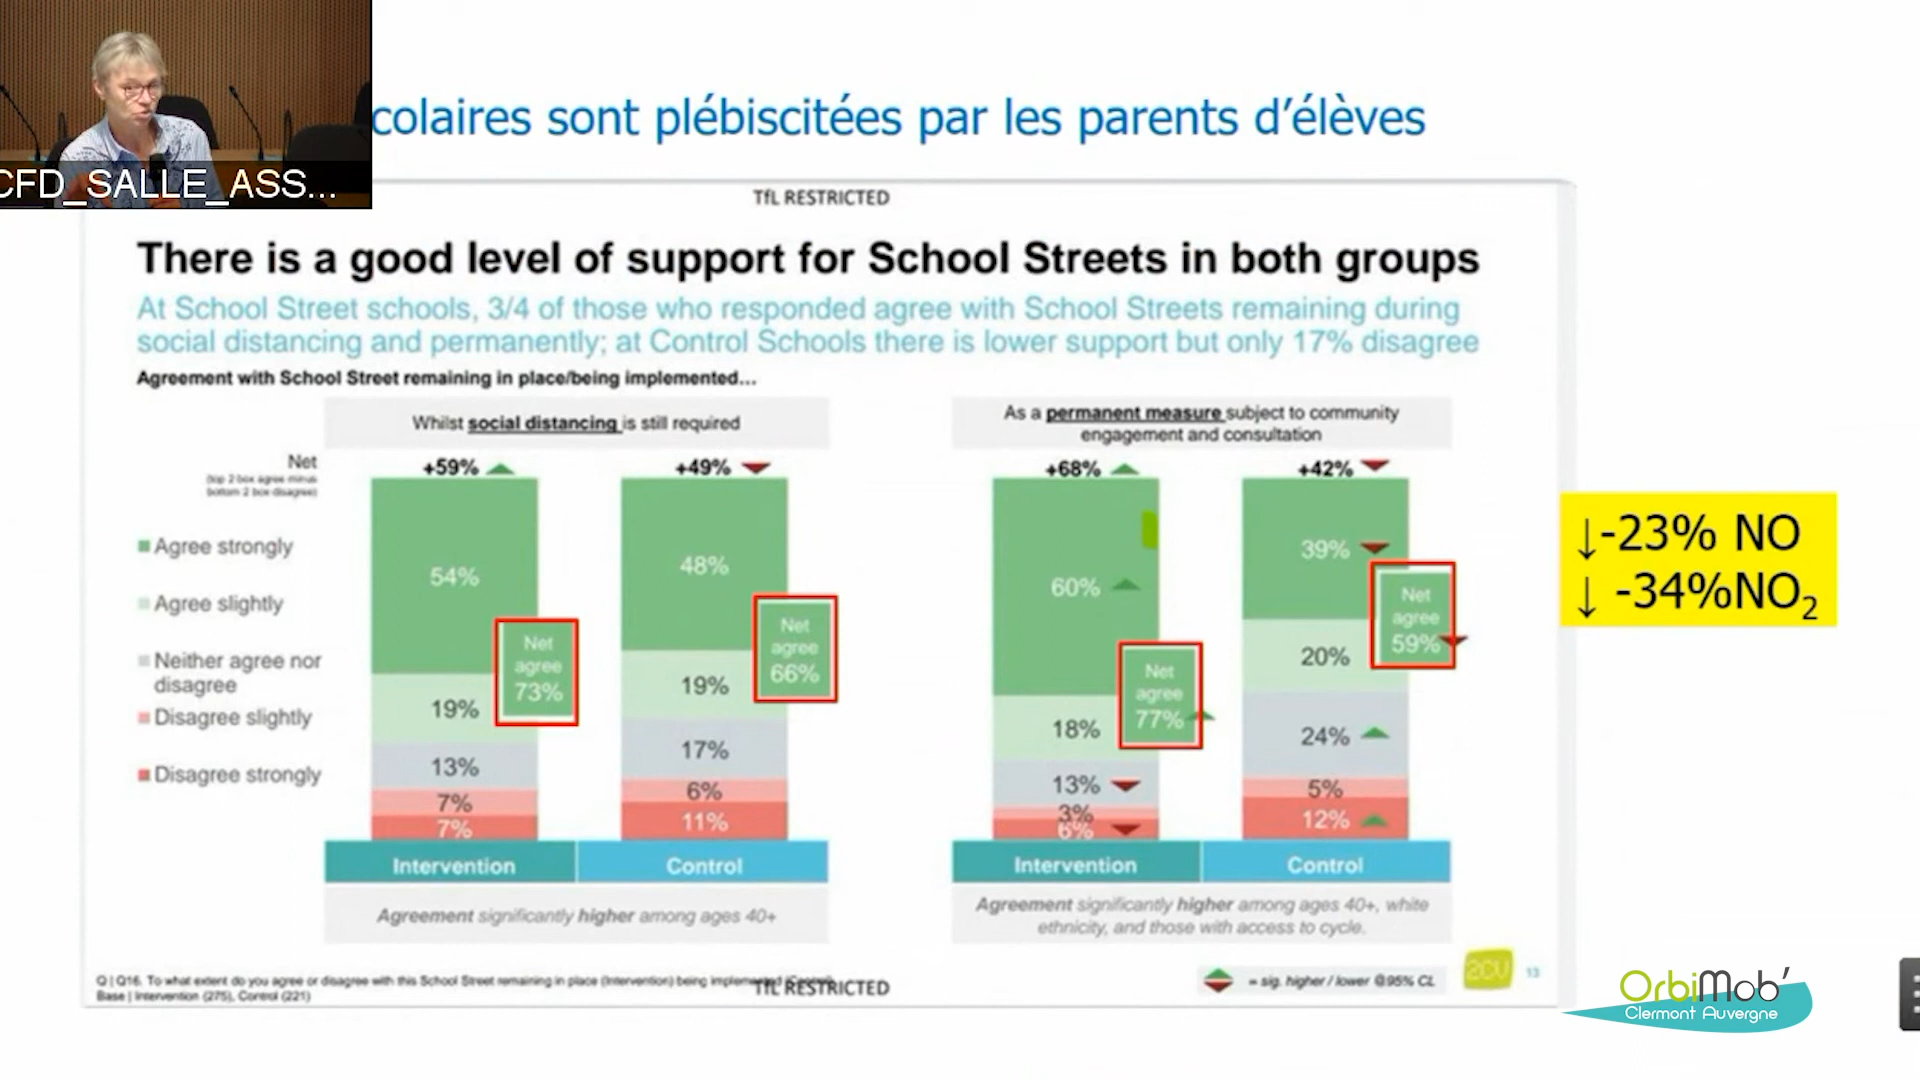 CFD_SALLE_ASS...
colaires sont plébiscitées par les parents d'élèves
TfL RESTRICTED
There is a good level of support for School Streets in both groups
At School Street schools, 3/4 of those who responded agree with School Streets remaining during
social distancing and permanently; at Control Schools there is lower support but only 17% disagree
Agreement with School Street remaining in place/being implemented...
Whilst social distancing is still required
As a permanent measure subject to community
engagement and consultation
Net
(top 2 box agree minus
bottom 2 box disagree)
+59%
+49%
+68%
+42%
Agree strongly
Agree slightly
Neither agree nor
disagree
Disagree slightly
Disagree strongly
54%
19%
13%
7%
7%
Net
agree
73%
48%
19%
17%
6%
11%
Net
agree
66%
60%
18%
13%
3%
6%
Net
agree
77%
39%
20%
24%
5%
12%
Net
agree
59%
Intervention
Control
Intervention
Control
Agreement significantly higher among ages 40+
Agreement significantly higher among ages 40+, white
ethnicity, and those with access to cycle.
↓-23% NO
↓ -34%NO₂
Q | Q16. To what extent do you agree or disagree with this School Street remaining in place (Intervention) being implemented (Control)
Base | Intervention (275), Control (221)
TfL RESTRICTED
= sig. higher / lower @95% CL
2CV
13
OrbiMob'
Clermont Auvergne